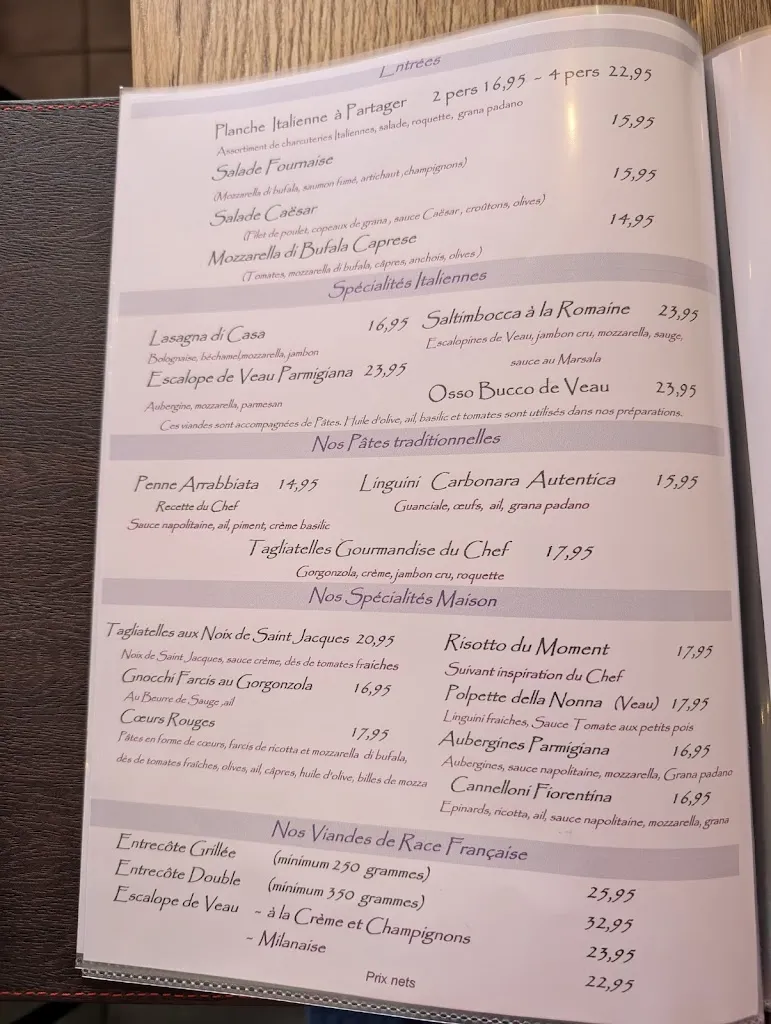 Entrées
Planche Italienne à Partager 2 pers 16,95 - 4 pers 22,95
Assortiment de charcuteries Italiennes, salade, roquette, grana padano
Salade Fournaise 15,95
(Mozzarella di bufala, saumon fumé, artichaut, champignons)
Salade Caësar 15,95
(Filet de poulet, copeaux de grana, sauce Caësar, croûtons, olives)
Mozzarella di Bufala Caprese 14,95
(Tomates, mozzarella di bufala, câpres, anchois, olives)
Spécialités Italiennes
Lasagna di Casa 16,95
Bolognaise, béchamel,mozzarella, jambon
Escalope de Veau Parmigiana 23,95
Aubergine, mozzarella, parmesan
Saltimbocca à la Romaine 23,95
Escalopines de Veau, jambon cru, mozzarella, sauge,
sauce au Marsala
Osso Bucco de Veau 23,95
Ces viandes sont accompagnées de Pâtes. Huile d'olive, ail, basilic et tomates sont utilisés dans nos préparations.
Nos Pâtes traditionnelles
Penne Arrabbiata 14,95
Recette du Chef
Sauce napolitaine, ail, piment, crème basilic
Linguini Carbonara Autentica 15,95
Guanciale, œufs, ail, grana padano
Tagliatelles Gourmandise du Chef 17,95
Gorgonzola, crème, jambon cru, roquette
Nos Spécialités Maison
Tagliatelles aux Noix de Saint Jacques 20,95
Noix de Saint Jacques, sauce crème, dés de tomates fraiches
Gnocchi Farcis au Gorgonzola 16,95
Au Beurre de Sauge ,ail
Cœurs Rouges 17,95
Pâtes en forme de cœurs, farcis de ricotta et mozzarella di bufala,
dés de tomates fraîches, olives, ail, câpres, huile d'olive, billes de mozza
Risotto du Moment 17,95
Suivant inspiration du Chef
Polpette della Nonna (Veau) 17,95
Linguini fraiches, Sauce Tomate aux petits pois
Aubergines Parmigiana 16,95
Aubergines, sauce napolitaine, mozzarella, Grana padano
Cannelloni Fiorentina 16,95
Epinards, ricotta, ail, sauce napolitaine, mozzarella, grana
Nos Viandes de Race Française
Entrecôte Grillée (minimum 250 grammes) 25,95
Entrecôte Double (minimum 350 grammes) 32,95
Escalope de Veau - à la Crème et Champignons 23,95
- Milanaise 22,95
Prix nets